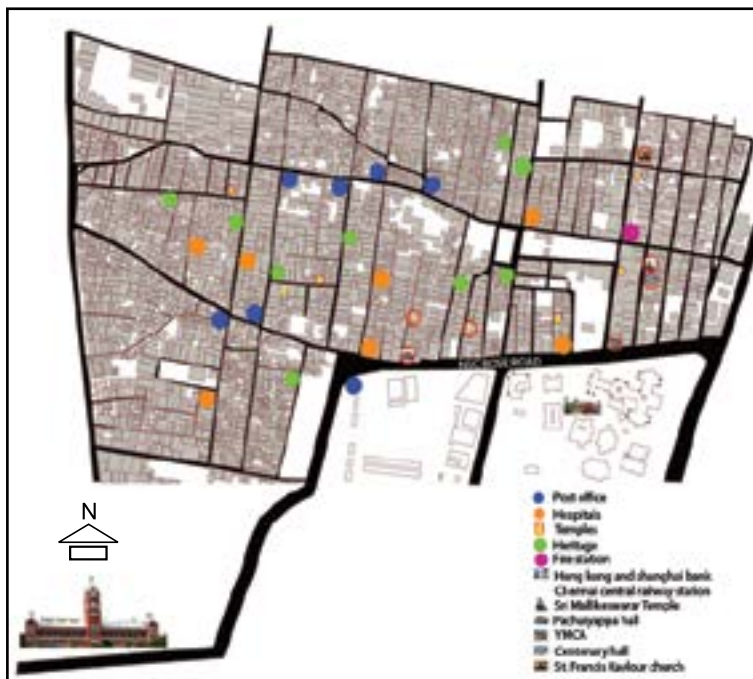 N
Post office
Hospitals
Temples
Heritage
Fire station
Hong kong and shanghai bank
Chennai central railway station
Sri Mallikeswarar Temple
Pachaiyappa hall
YMCA
Centenary hall
St. Francis Xaviour church